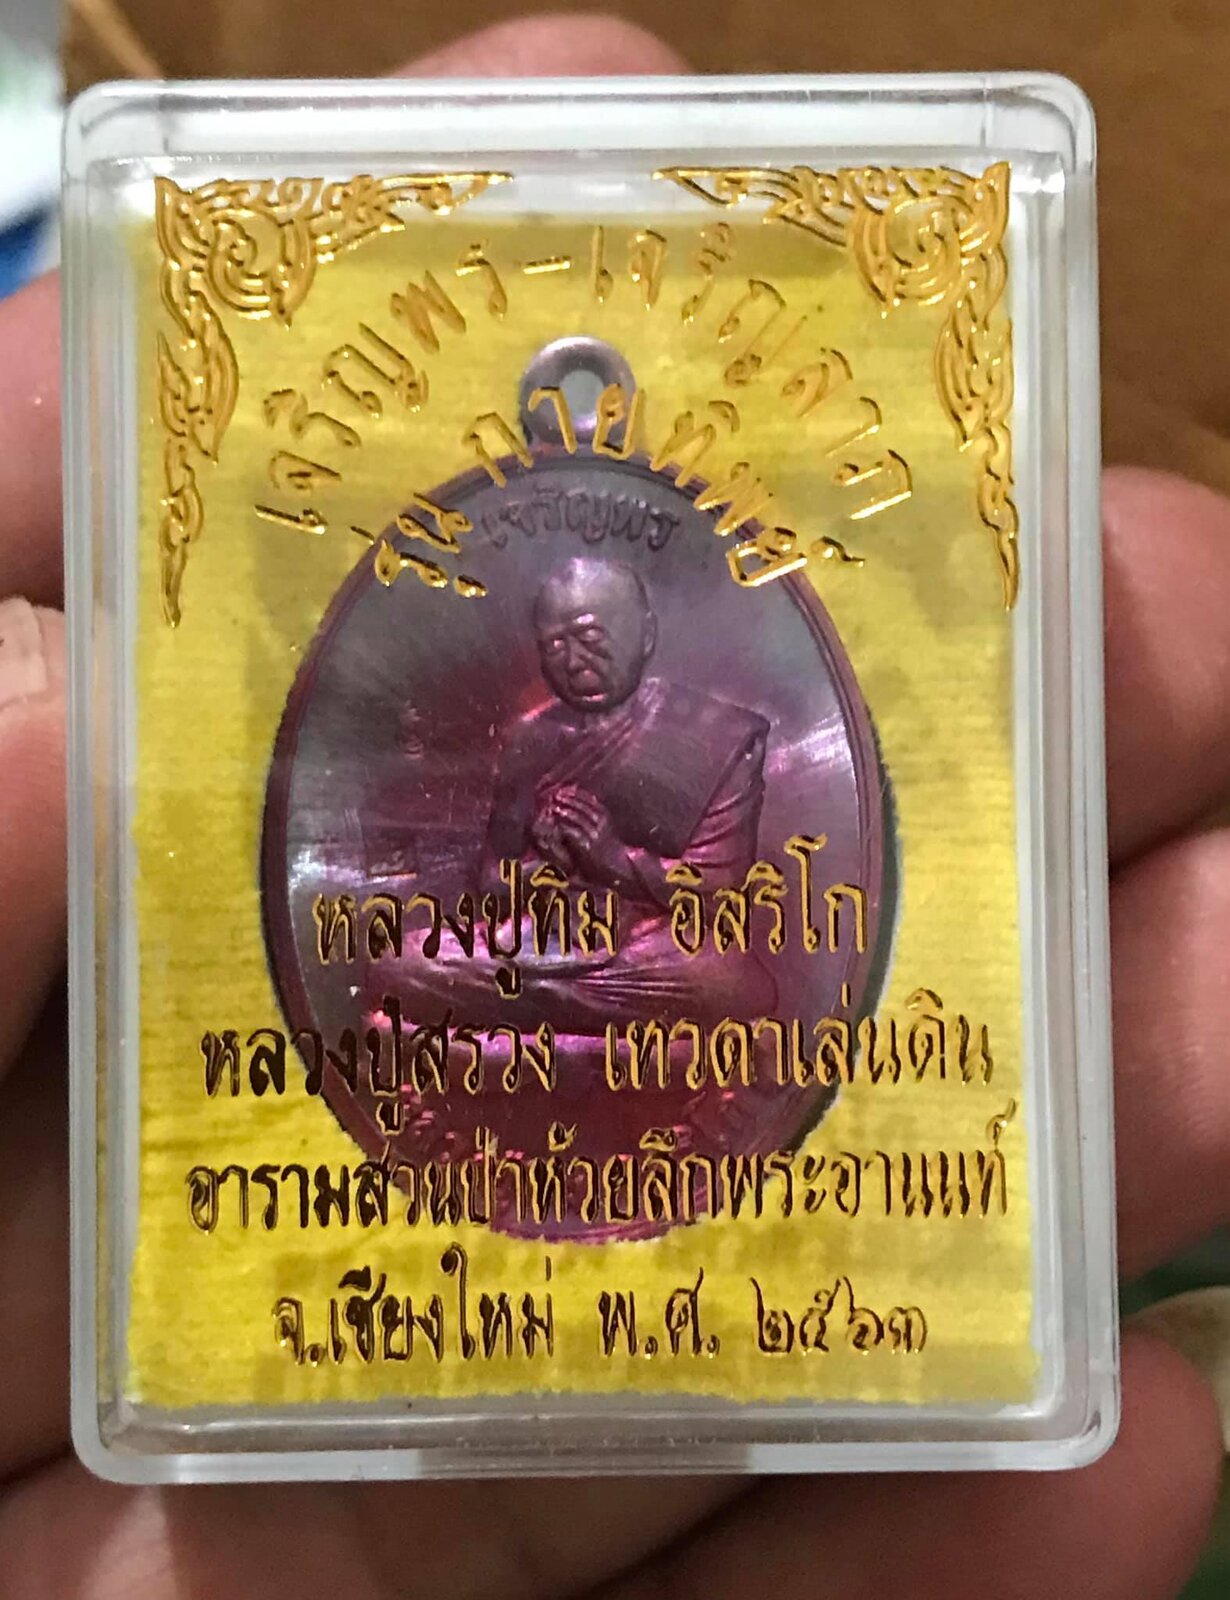 เจริญพร-เจริญลาภ
รุ่น กายทิพย์
เจริญพร
หลวงปู่ทิม อิสริโก
หลวงปู่สรวง เทวดาเล่นดิน
อารามสวนป่าห้วยลึกพระอานนท์
จ.เชียงใหม่ พ.ศ. ๒๕๖๓